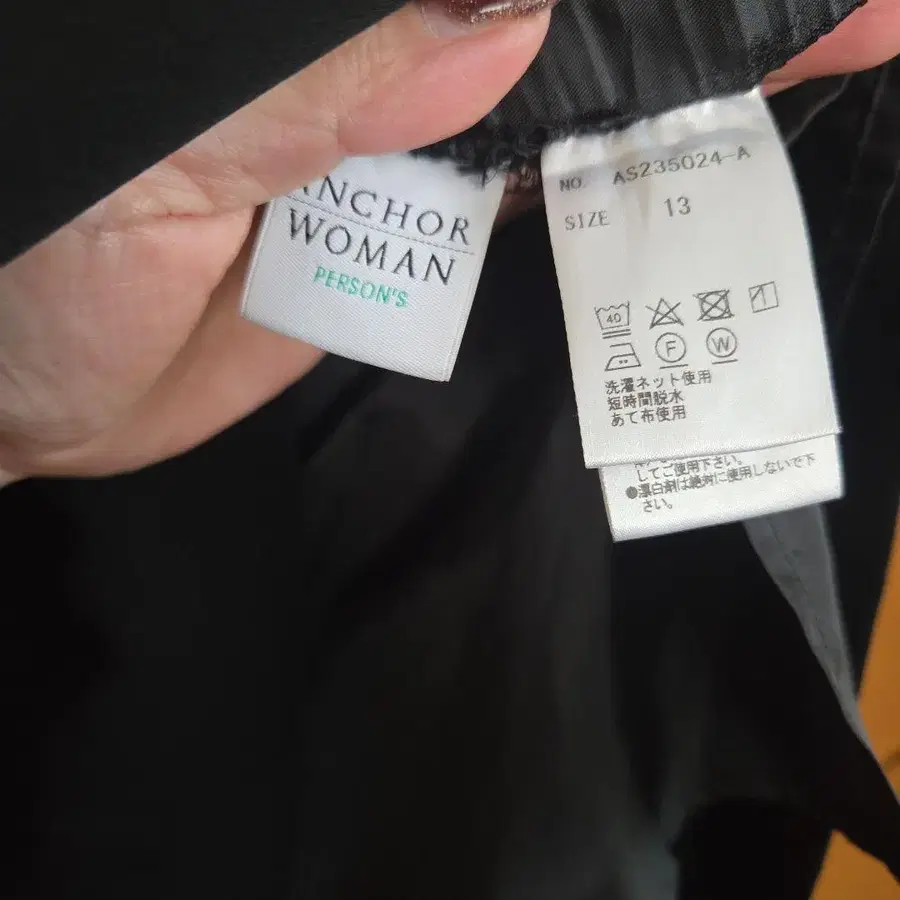 ANCHOR
WOMAN
PERSON'S
NO. AS235024-A
SIZE 13
40
F W
洗濯ネット使用
短時間脱水
あて布使用
してご使用下さい。
●漂白剤は絶対に使用しないで下
さい。